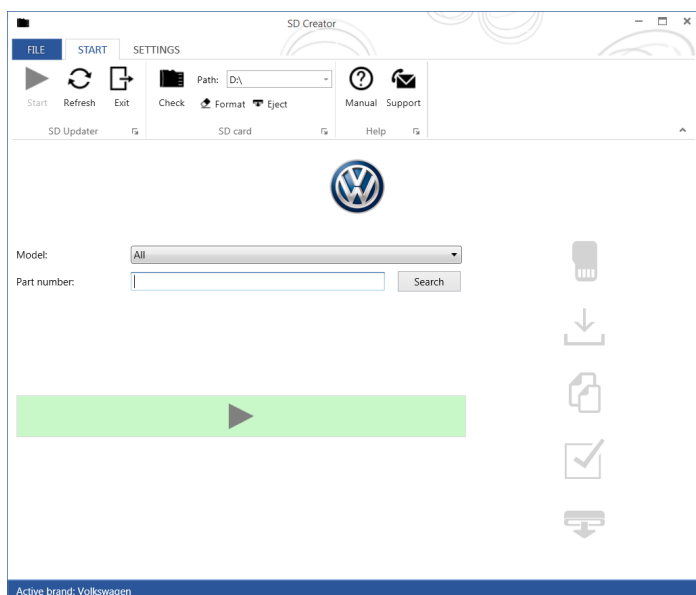 SD Creator
FILE START SETTINGS
Path: D:\
Start Refresh Exit Check Format Eject Manual Support
SD Updater SD card Help
Model: All
Part number: Search
Active brand: Volkswagen